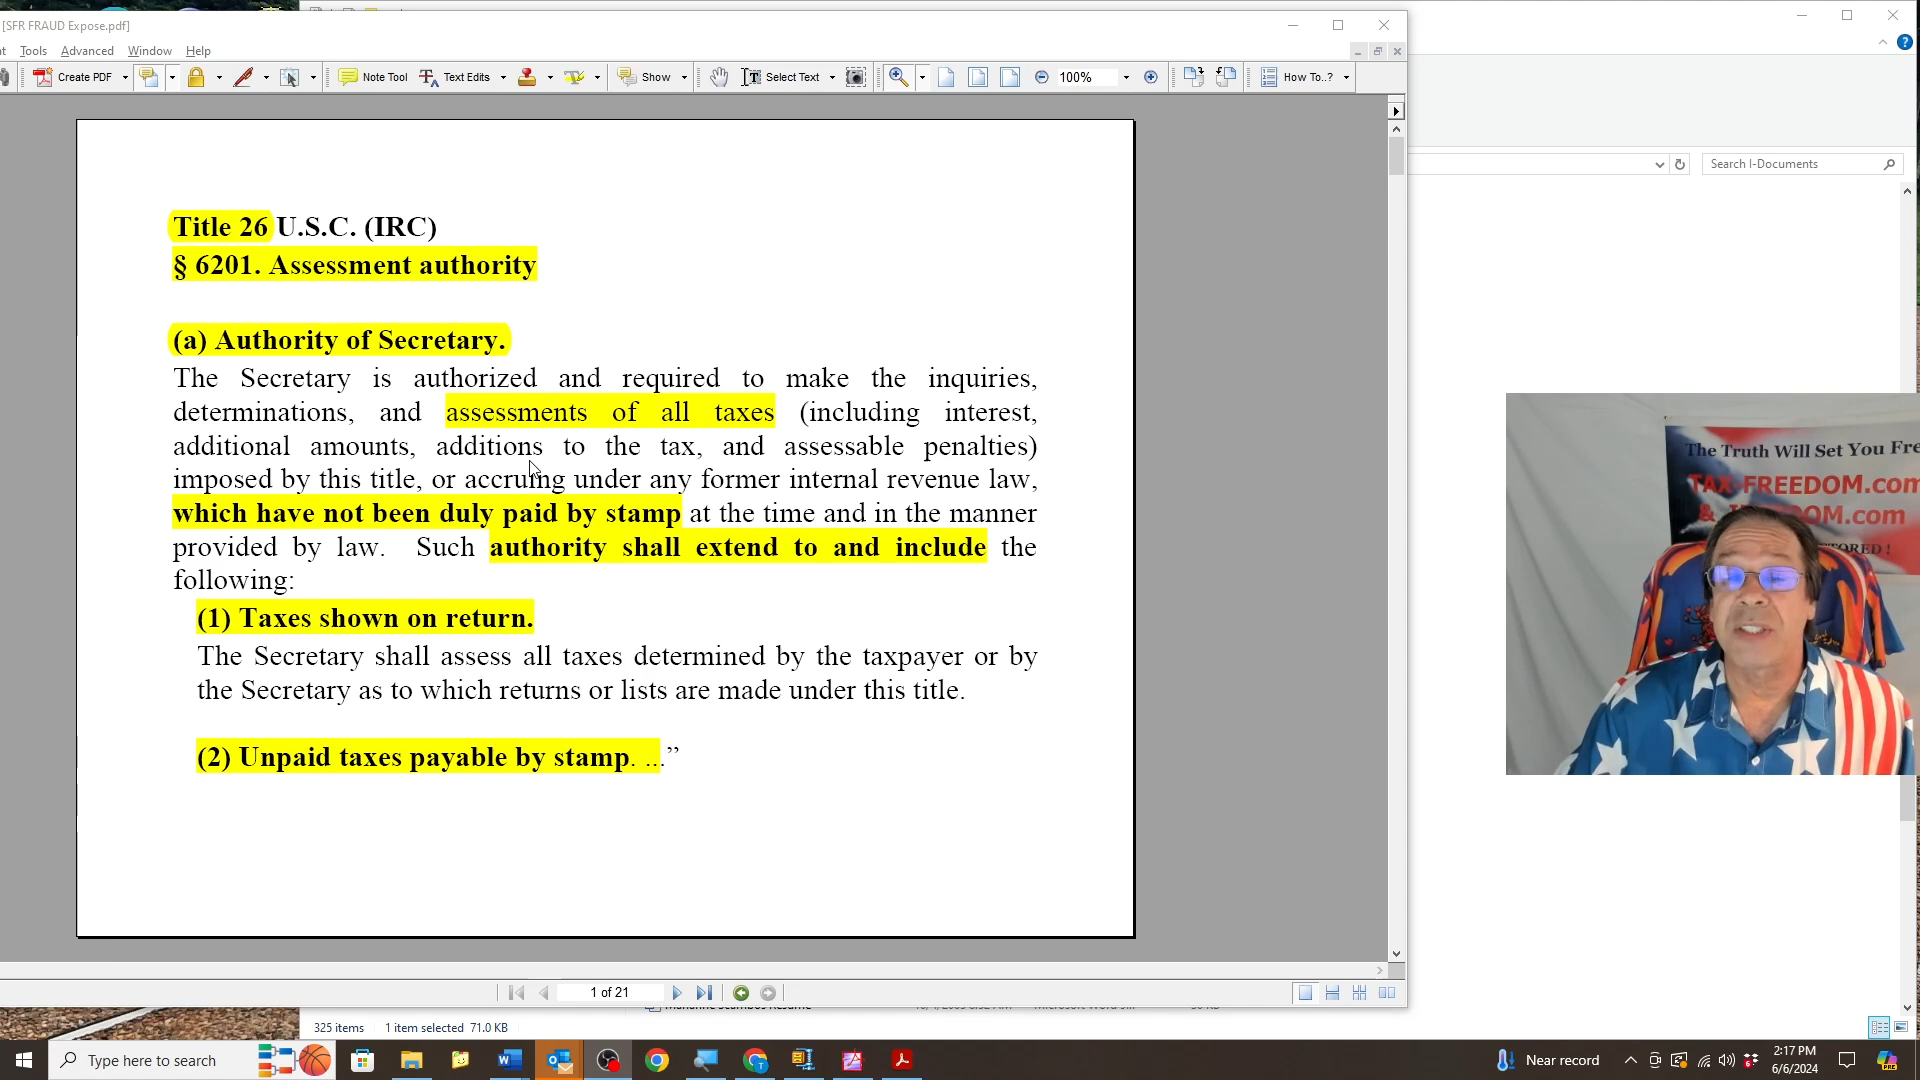 [SFR FRAUD Expose.pdf]
Tools Advanced Window Help
Create PDF Note Tool Text Edits Show Select Text 100% How To..?
Search I-Documents
Title 26 U.S.C. (IRC)
§ 6201. Assessment authority
(a) Authority of Secretary.
The Secretary is authorized and required to make the inquiries,
determinations, and assessments of all taxes (including interest,
additional amounts, additions to the tax, and assessable penalties)
imposed by this title, or accruing under any former internal revenue law,
which have not been duly paid by stamp at the time and in the manner
provided by law. Such authority shall extend to and include the
following:
(1) Taxes shown on return.
The Secretary shall assess all taxes determined by the taxpayer or by
the Secretary as to which returns or lists are made under this title.
(2) Unpaid taxes payable by stamp. ...”
The Truth Will Set You Free
TAX-FREEDOM.com
&
.com
!
1 of 21
325 items 1 item selected 71.0 KB
Type here to search
Near record
2:17 PM
6/6/2024